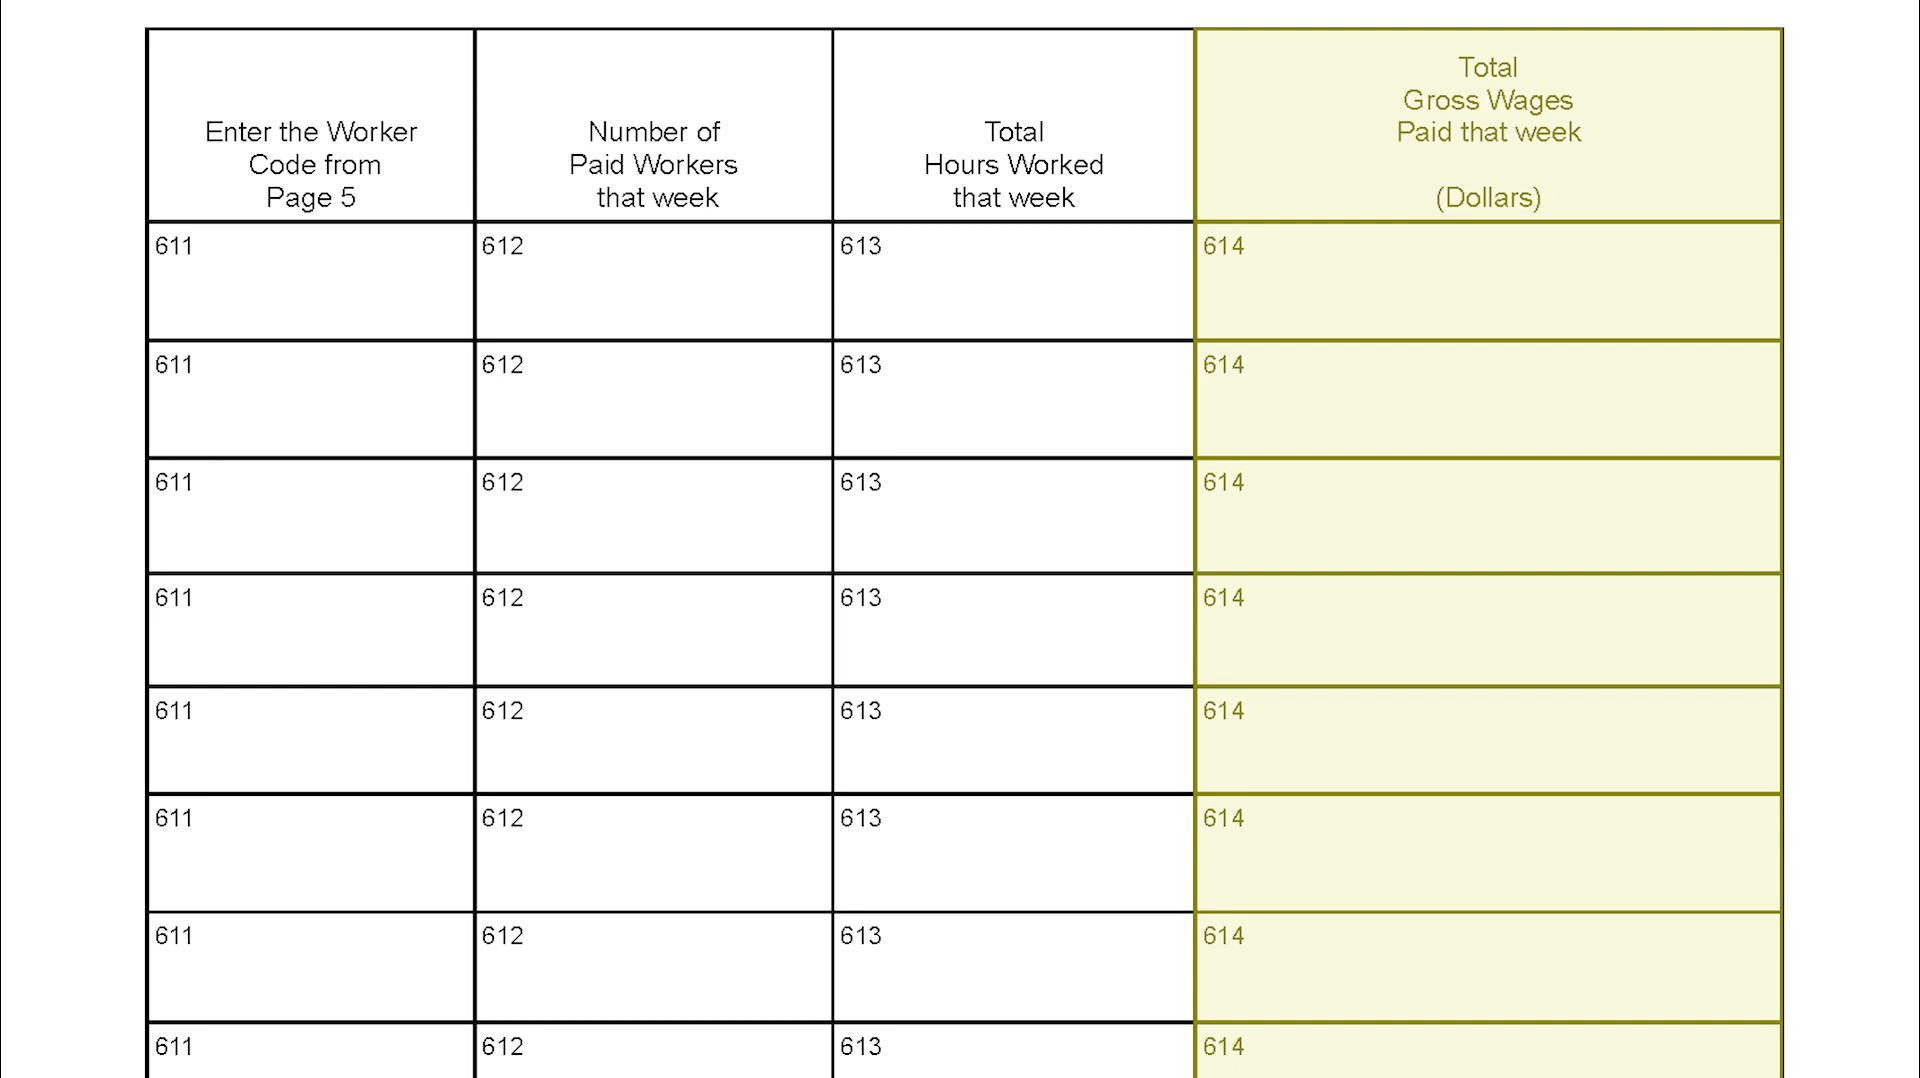 Enter the Worker
Code from
Page 5
Number of
Paid Workers
that week
Total
Hours Worked
that week
Total
Gross Wages
Paid that week
(Dollars)
611 612 613 614
611 612 613 614
611 612 613 614
611 612 613 614
611 612 613 614
611 612 613 614
611 612 613 614
611 612 613 614